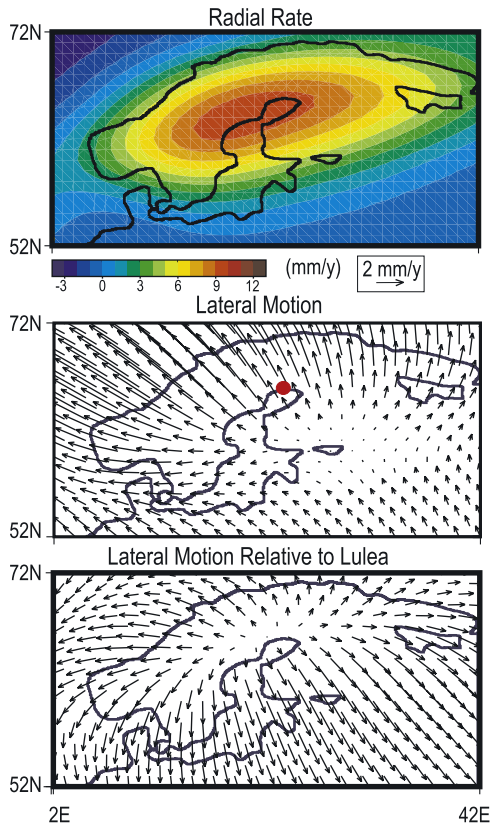 Radial Rate
72N
52N
-3 0 3 6 9 12 (mm/y) 2 mm/y
Lateral Motion
72N
52N
Lateral Motion Relative to Lulea
72N
52N
2E 42E